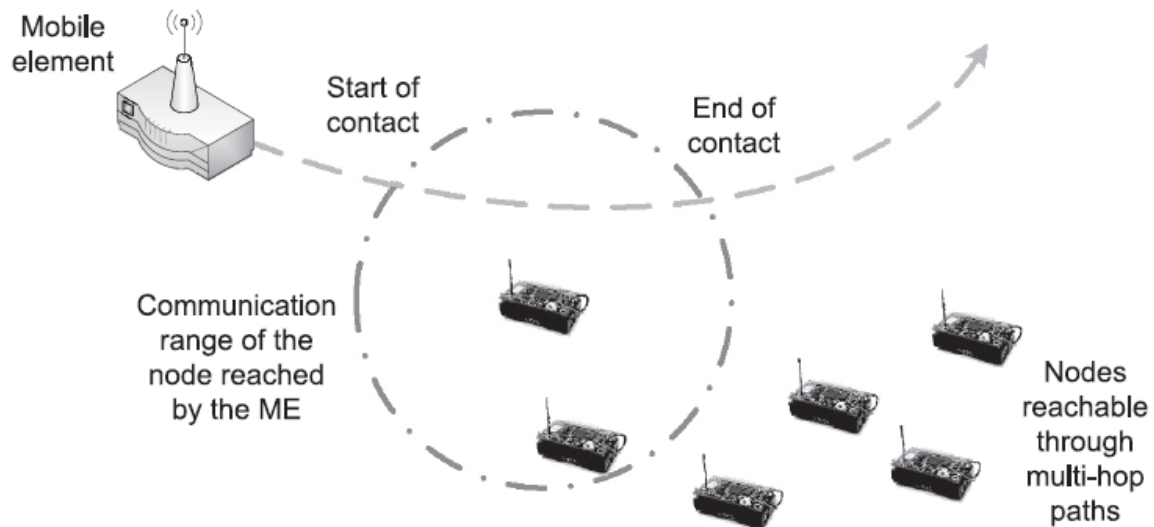 Mobile
element
Start of
contact
End of
contact
Communication
range of the
node reached
by the ME
Nodes
reachable
through
multi-hop
paths